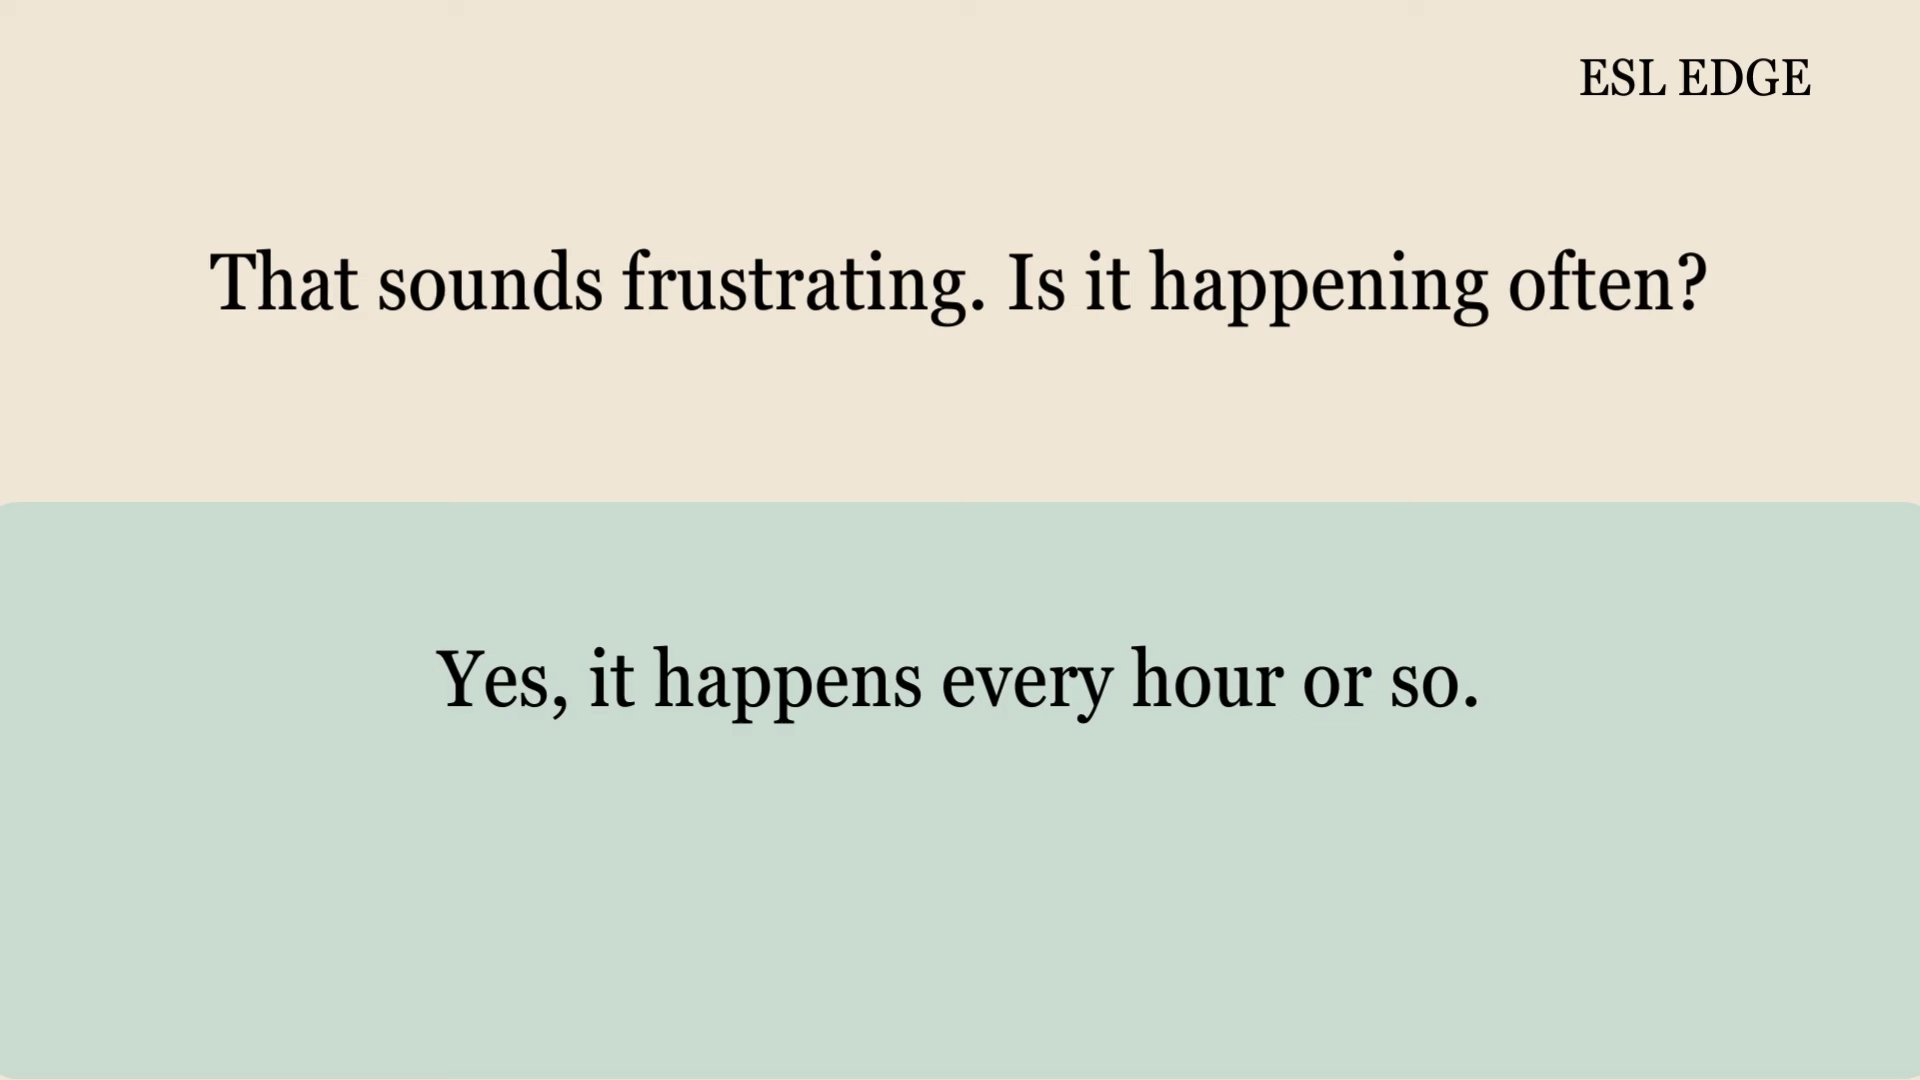 ESL EDGE
That sounds frustrating. Is it happening often?
Yes, it happens every hour or so.